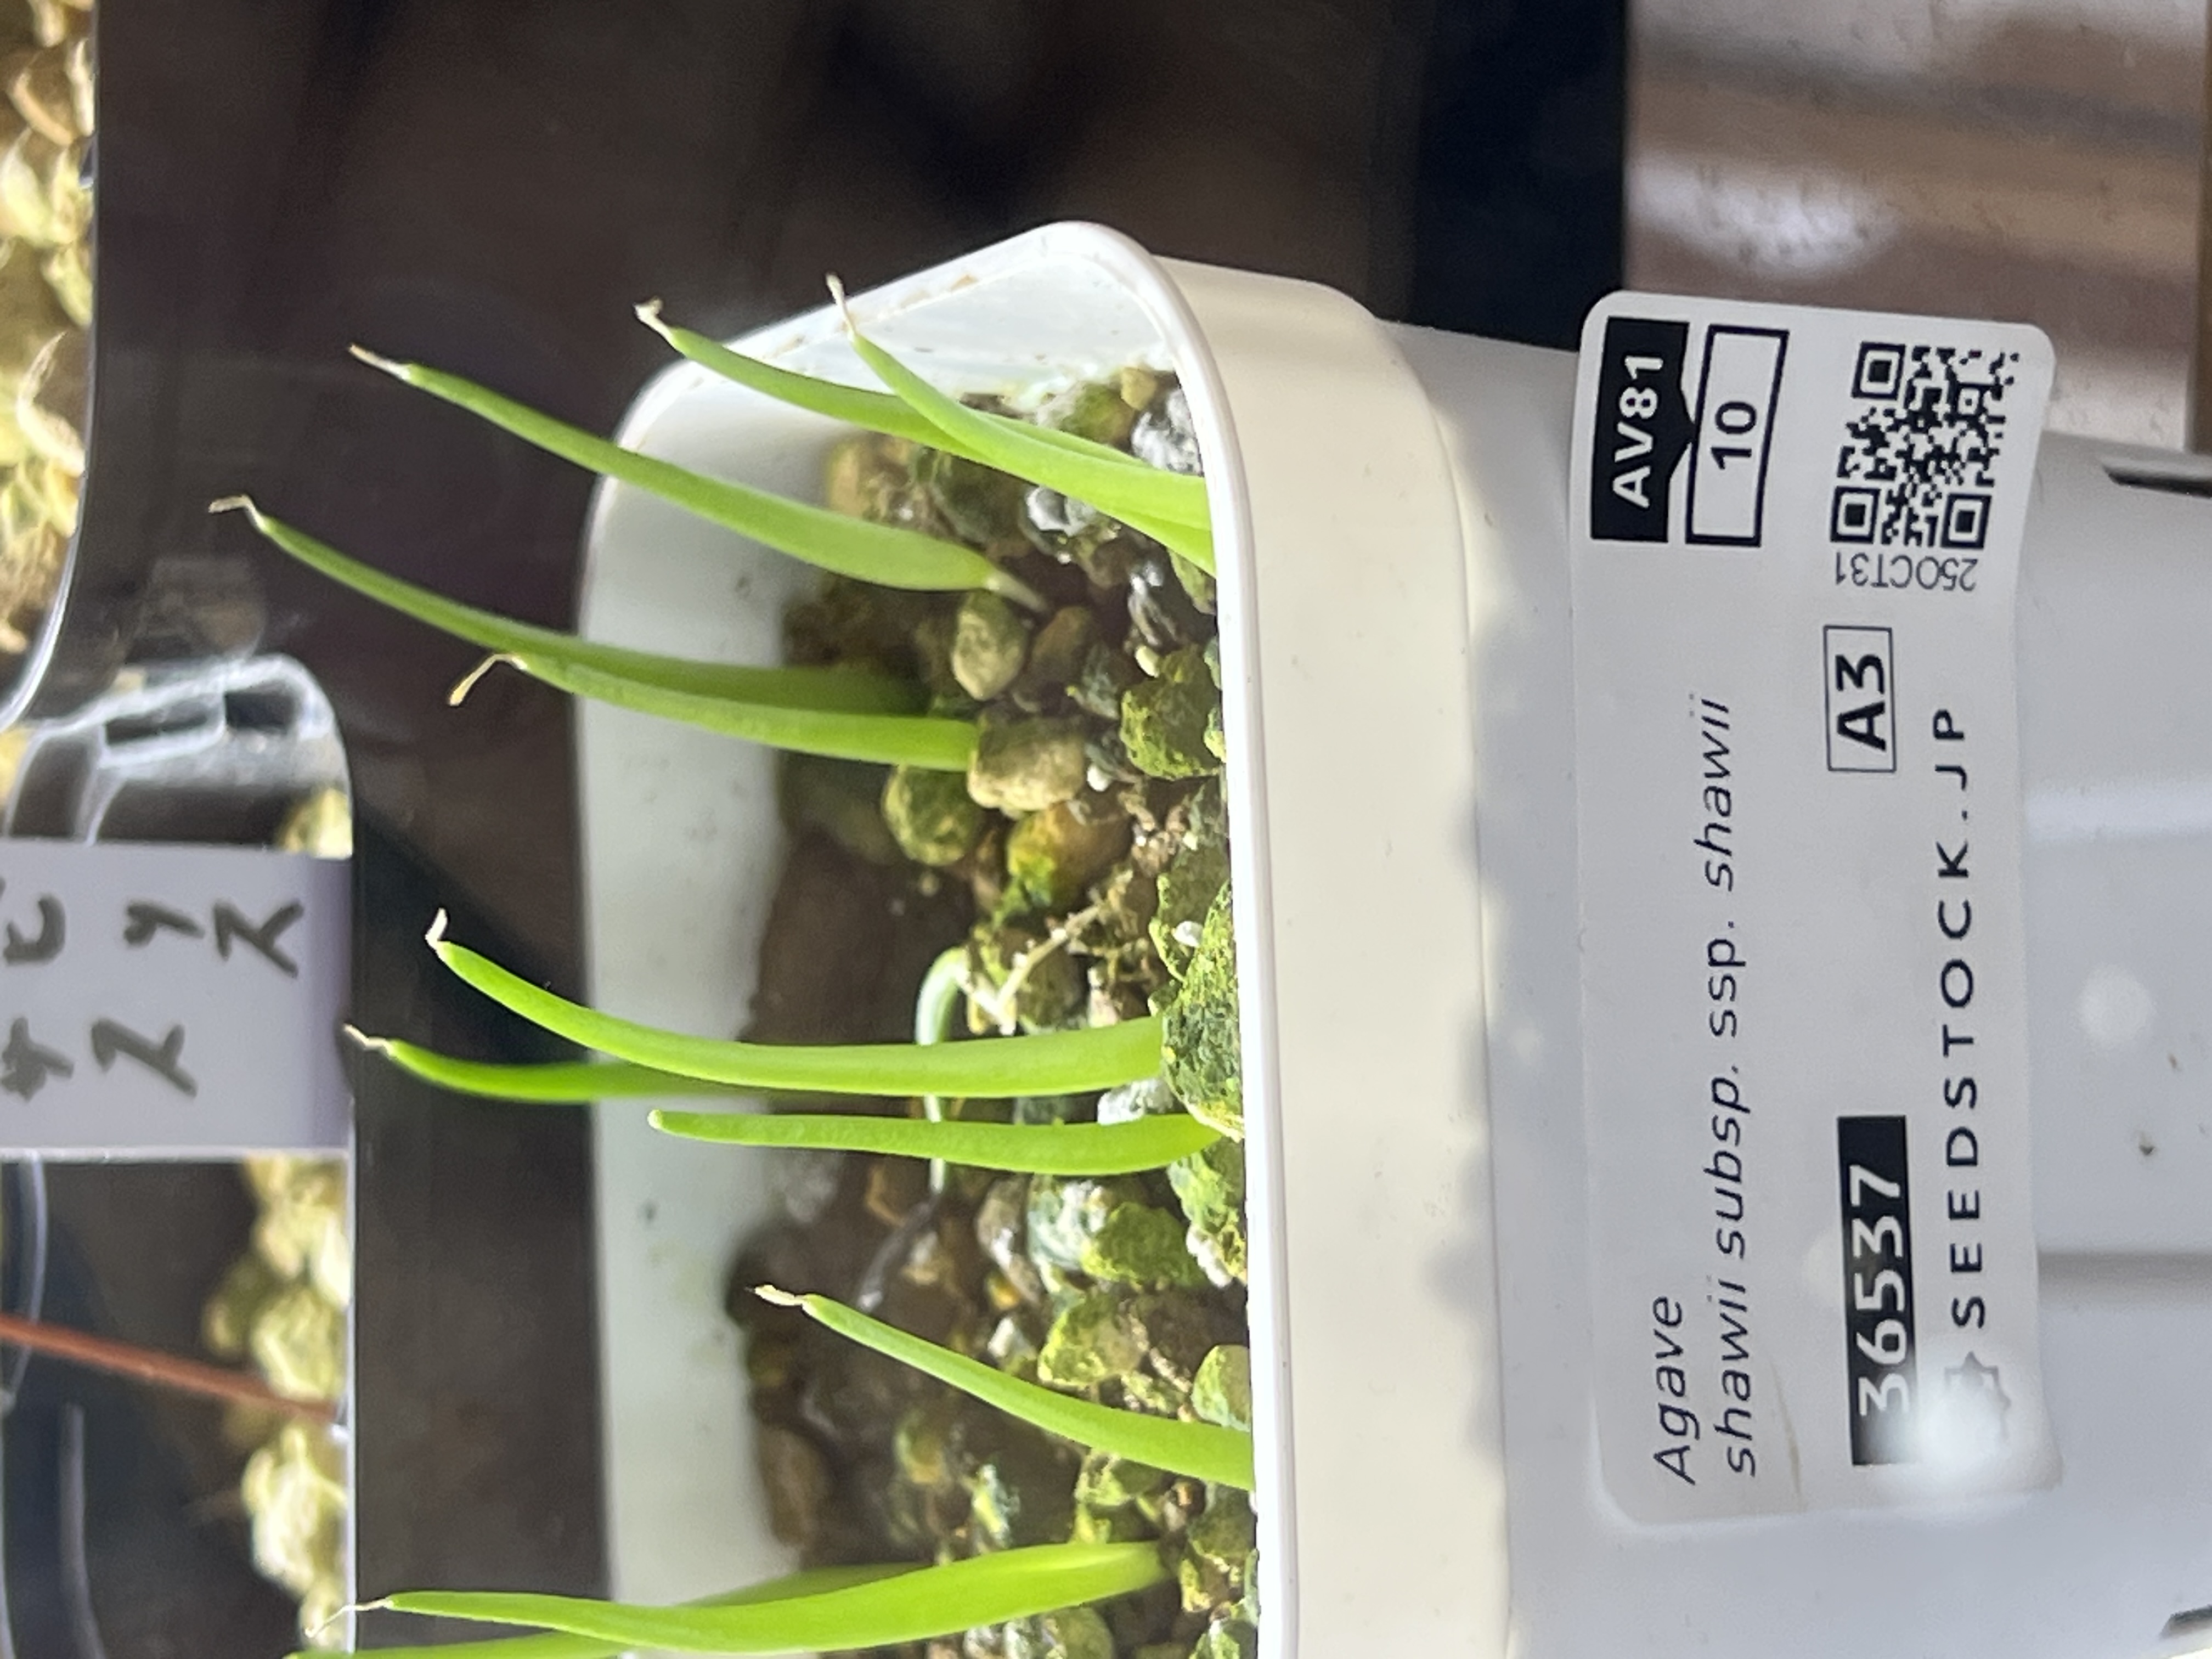 Agave
shawii subsp. ssp. shawii
AV81
10
36537
A3
25OCT31
SEEDSTOCK.JP